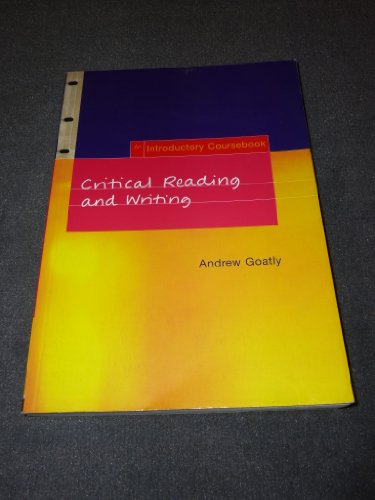 An Introductory Coursebook
Critical Reading
and Writing
Andrew Goatly